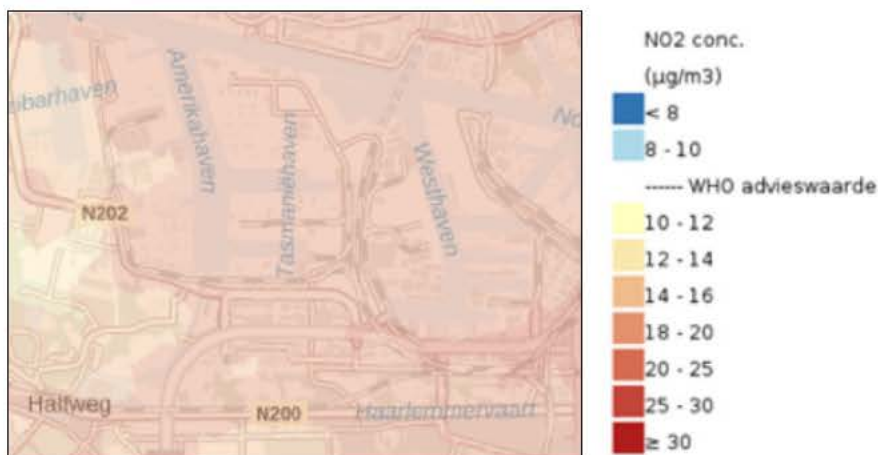 Amerikahaven
N202
Tasmaniëhaven
Westhaven
Halfweg
N200
Haarlemmervaart
NO2 conc.
(µg/m3)
< 8
8 - 10
------ WHO advieswaarde
10 - 12
12 - 14
14 - 16
18 - 20
20 - 25
25 - 30
≥ 30